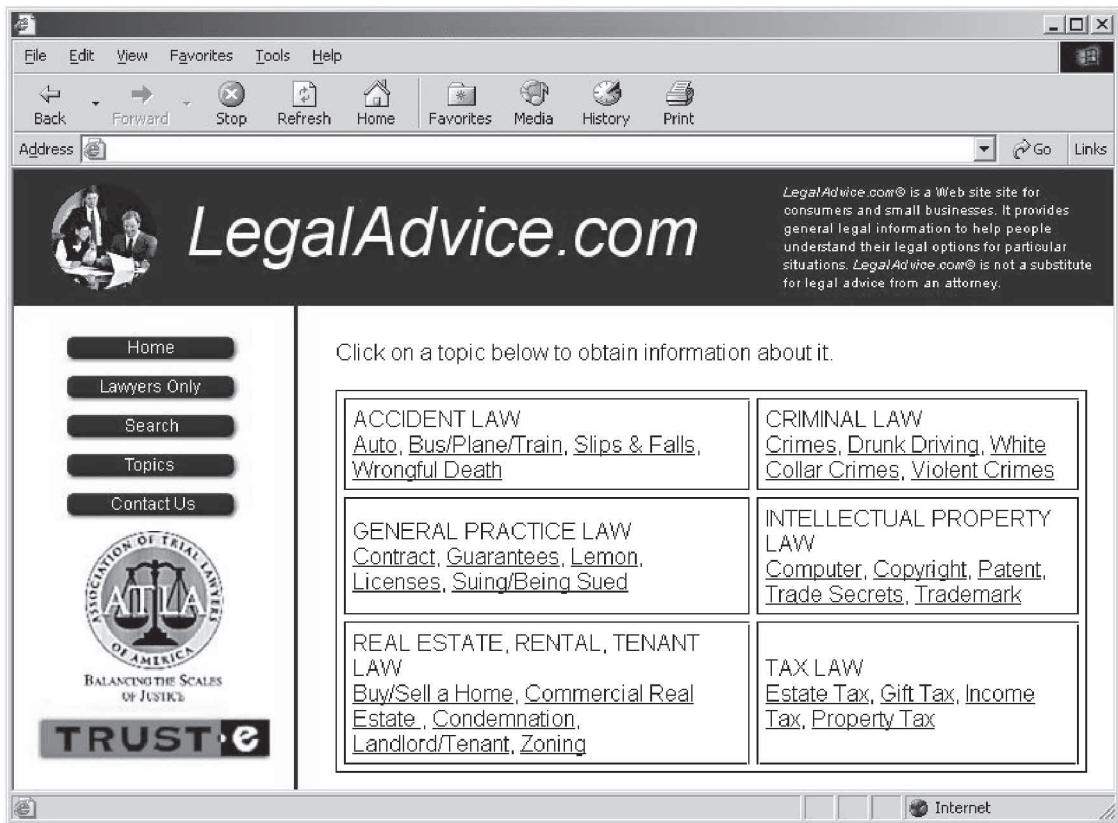 File Edit View Favorites Tools Help
Back Forward Stop Refresh Home Favorites Media History Print
Address Go Links
LegalAdvice.com
LegalAdvice.com© is a Web site site for
consumers and small businesses. It provides
general legal information to help people
understand their legal options for particular
situations. LegalAdvice.com© is not a substitute
for legal advice from an attorney.
Home
Lawyers Only
Search
Topics
Contact Us
ASSOCIATION OF TRIAL LAWYERS
ATLA
OF AMERICA
BALANCING THE SCALES
OF JUSTICE
TRUST·e
Click on a topic below to obtain information about it.
ACCIDENT LAW
Auto, Bus/Plane/Train, Slips & Falls,
Wrongful Death
CRIMINAL LAW
Crimes, Drunk Driving, White
Collar Crimes, Violent Crimes
GENERAL PRACTICE LAW
Contract, Guarantees, Lemon,
Licenses, Suing/Being Sued
INTELLECTUAL PROPERTY
LAW
Computer, Copyright, Patent,
Trade Secrets, Trademark
REAL ESTATE, RENTAL, TENANT
LAW
Buy/Sell a Home, Commercial Real
Estate , Condemnation,
Landlord/Tenant, Zoning
TAX LAW
Estate Tax, Gift Tax, Income
Tax, Property Tax
Internet